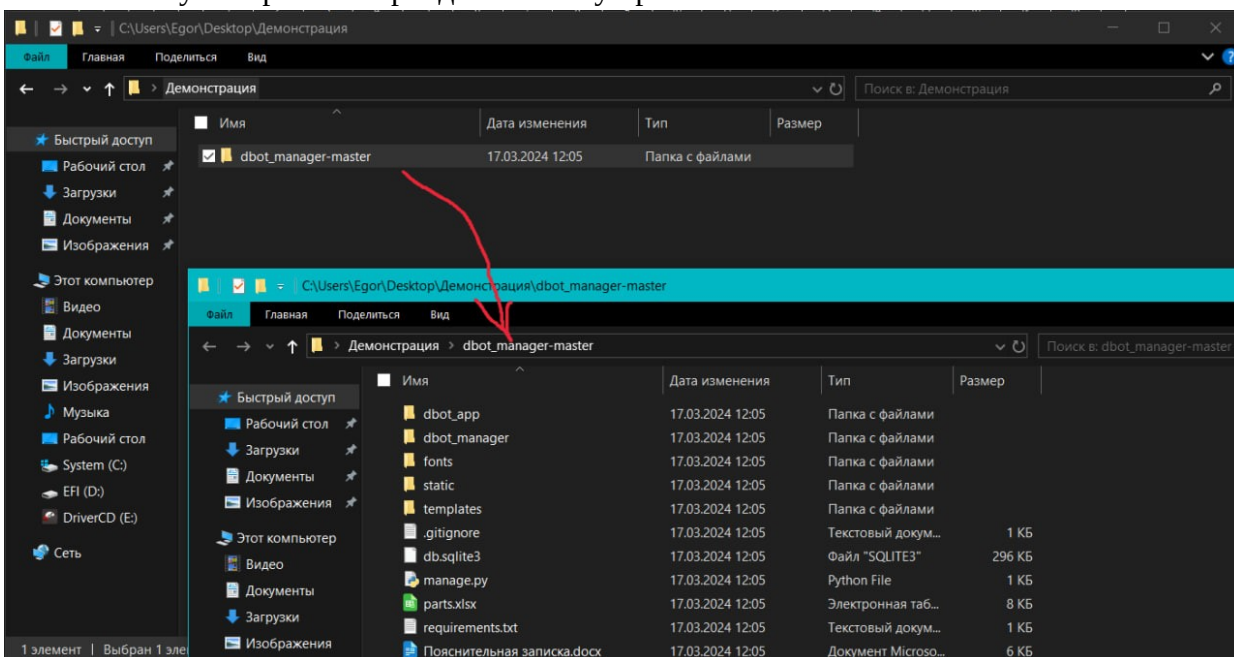 C:\Users\Egor\Desktop\Демонстрация
Файл Главная Поделиться Вид
Демонстрация
Поиск в: Демонстрация
Имя Дата изменения Тип Размер
dbot_manager-master 17.03.2024 12:05 Папка с файлами
Быстрый доступ
Рабочий стол
Загрузки
Документы
Изображения
Этот компьютер
Видео
Документы
Загрузки
Изображения
Музыка
Рабочий стол
System (C:)
EFI (D:)
DriverCD (E:)
Сеть
1 элемент | Выбран 1 эле
C:\Users\Egor\Desktop\Демонстрация\dbot_manager-master
Файл Главная Поделиться Вид
Демонстрация > dbot_manager-master
Поиск в: dbot_manager-master
Имя Дата изменения Тип Размер
Быстрый доступ
Рабочий стол
Загрузки
Документы
Изображения
Этот компьютер
Видео
Документы
Загрузки
Изображения
dbot_app 17.03.2024 12:05 Папка с файлами
dbot_manager 17.03.2024 12:05 Папка с файлами
fonts 17.03.2024 12:05 Папка с файлами
static 17.03.2024 12:05 Папка с файлами
templates 17.03.2024 12:05 Папка с файлами
.gitignore 17.03.2024 12:05 Текстовый докум... 1 КБ
db.sqlite3 17.03.2024 12:05 Файл "SQLITE3" 296 КБ
manage.py 17.03.2024 12:05 Python File 1 КБ
parts.xlsx 17.03.2024 12:05 Электронная таб... 8 КБ
requirements.txt 17.03.2024 12:05 Текстовый докум... 1 КБ
Пояснительная записка.docx 17.03.2024 12:05 Документ Microso... 6 КБ